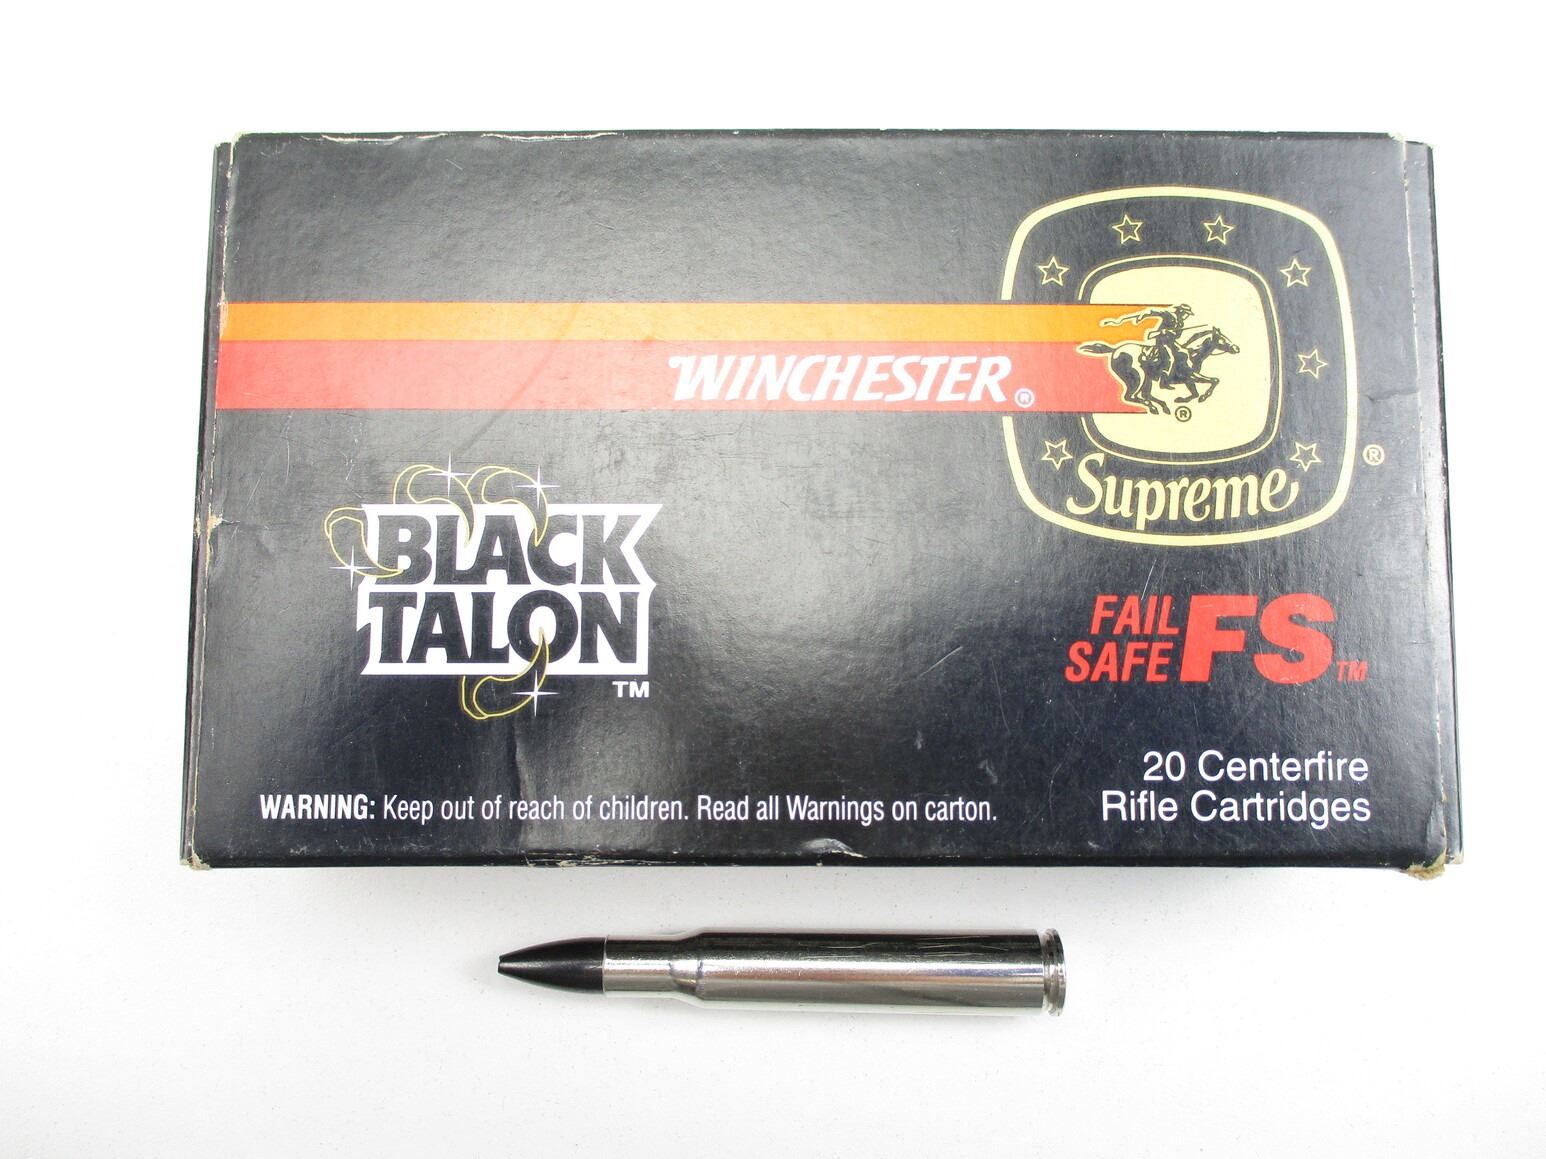 WINCHESTER®
®
Supreme
®
BLACK
TALON
TM
FAIL
SAFE
FS TM
20 Centerfire
Rifle Cartridges
WARNING: Keep out of reach of children. Read all Warnings on carton.